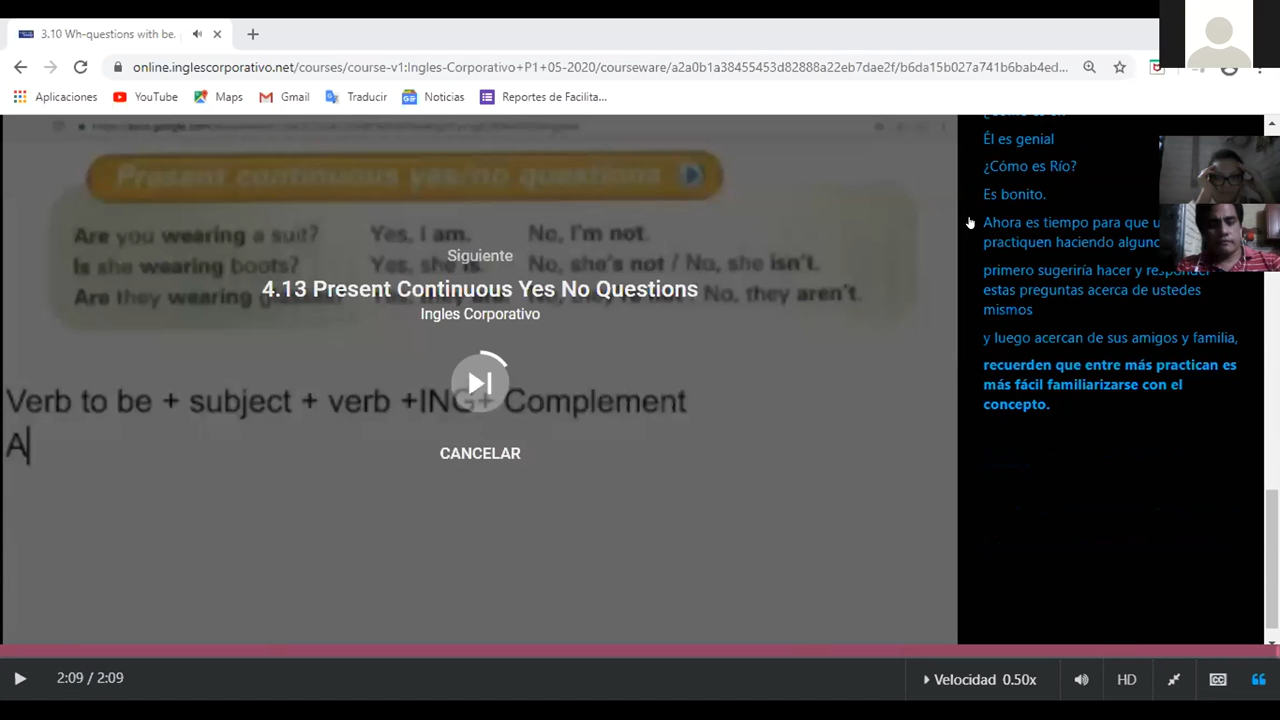 3.10 Wh-questions with be.
online.inglescorporativo.net/courses/course-v1:Ingles-Corporativo+P1+05-2020/courseware/a2a0b1a38455453d82888a22eb7dae2f/b6da15b027a741b6bab4ed...
Aplicaciones YouTube Maps Gmail Traducir Noticias Reportes de Facilita...
Present continuous yes/no questions
Are you wearing a suit? Yes, I am. No, I'm not.
Is she wearing boots? Yes, she is. No, she's not / No, she isn't.
Are they wearing No, they aren't.
Siguiente
4.13 Present Continuous Yes No Questions
Ingles Corporativo
Verb to be + subject + verb +ING+ Complement
A
CANCELAR
Él es genial
¿Cómo es Río?
Es bonito.
Ahora es tiempo para que
practiquen haciendo
primero sugeriría hacer y responder
estas preguntas acerca de ustedes
mismos
y luego acercan de sus amigos y familia,
recuerden que entre más practican es
más fácil familiarizarse con el
concepto.
2:09 / 2:09
Velocidad 0.50x
HD
CC